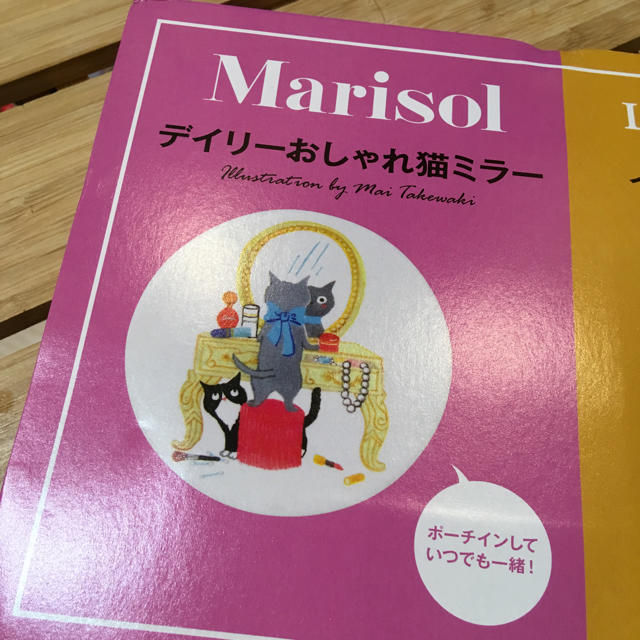 Marisol
デイリーおしゃれ猫ミラー
Illustration by Mai Takewaki
ポーチインして
いつでも一緒!